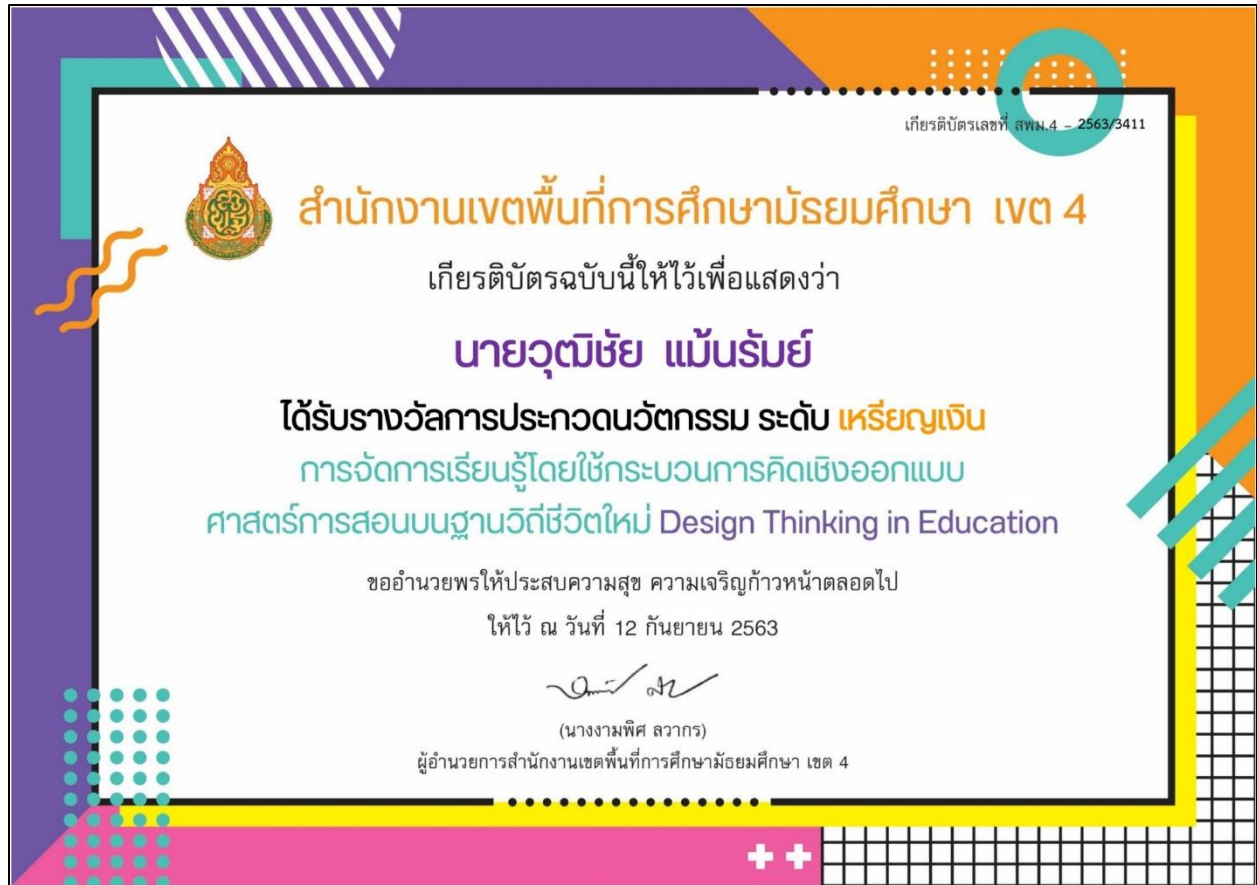 เกียรติบัตรเลขที่ สพม.4 - 2563/3411
สำนักงานเขตพื้นที่การศึกษามัธยมศึกษา เขต 4
เกียรติบัตรฉบับนี้ให้ไว้เพื่อแสดงว่า
นายวุฒิชัย แม้นรัมย์
ได้รับรางวัลการประกวดนวัตกรรม ระดับ เหรียญเงิน
การจัดการเรียนรู้โดยใช้กระบวนการคิดเชิงออกแบบ
ศาสตร์การสอนบนฐานวิถีชีวิตใหม่ Design Thinking in Education
ขออำนวยพรให้ประสบความสุข ความเจริญก้าวหน้าตลอดไป
ให้ไว้ ณ วันที่ 12 กันยายน 2563
(นางงามพิศ ลวากร)
ผู้อำนวยการสำนักงานเขตพื้นที่การศึกษามัธยมศึกษา เขต 4